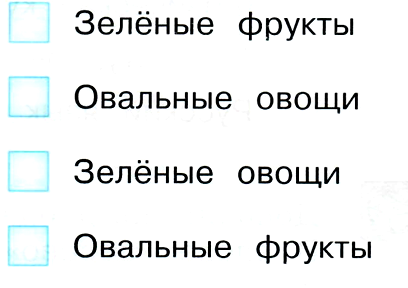 Зелёные фрукты
Овальные овощи
Зелёные овощи
Овальные фрукты